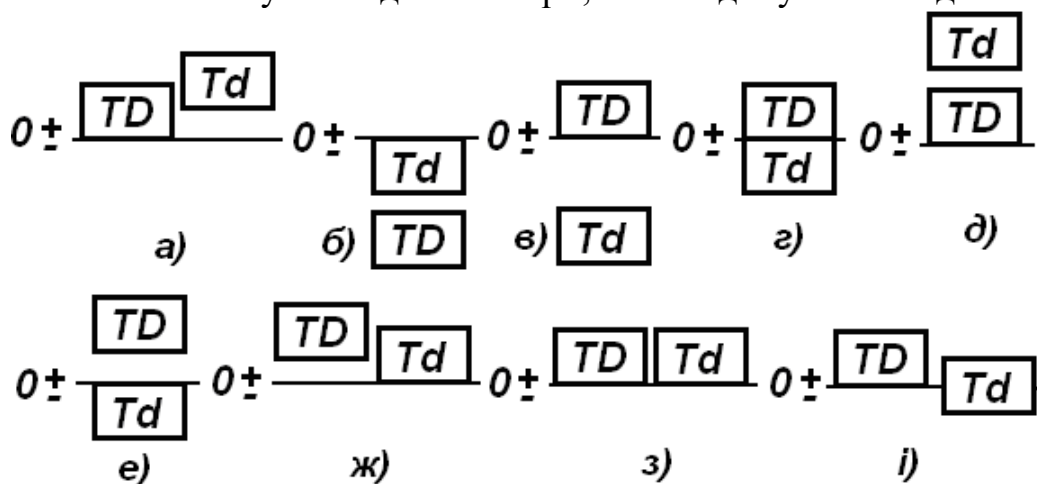 Td
TD Td TD TD TD
0 ± 0 ± 0 ± 0 ± 0 ±
Td Td
а) б) TD в) Td г) д)
TD TD Td TD Td TD
0 ± 0 ± 0 ± 0 ± Td
Td
е) ж) з) і)